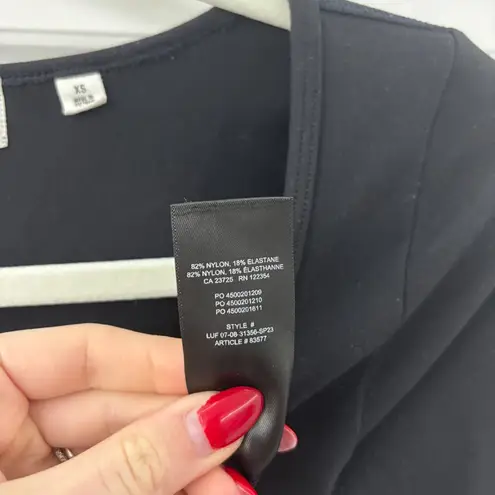 XS
82% NYLON, 18% ELASTANE
82% NYLON, 18% ÉLASTHANNE
CA 23725 RN 122354
PO 4500201209
PO 4500201210
PO 4500201611
STYLE #
LUF 07-06-31356-SP23
ARTICLE # 83577